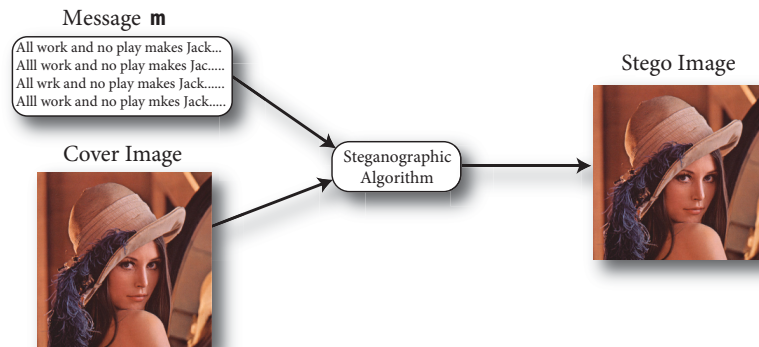 Message m
All work and no play makes Jack...
Alll work and no play makes Jac.....
All wrk and no play makes Jack......
Alll work and no play mkes Jack.....
Cover Image
Steganographic
Algorithm
Stego Image